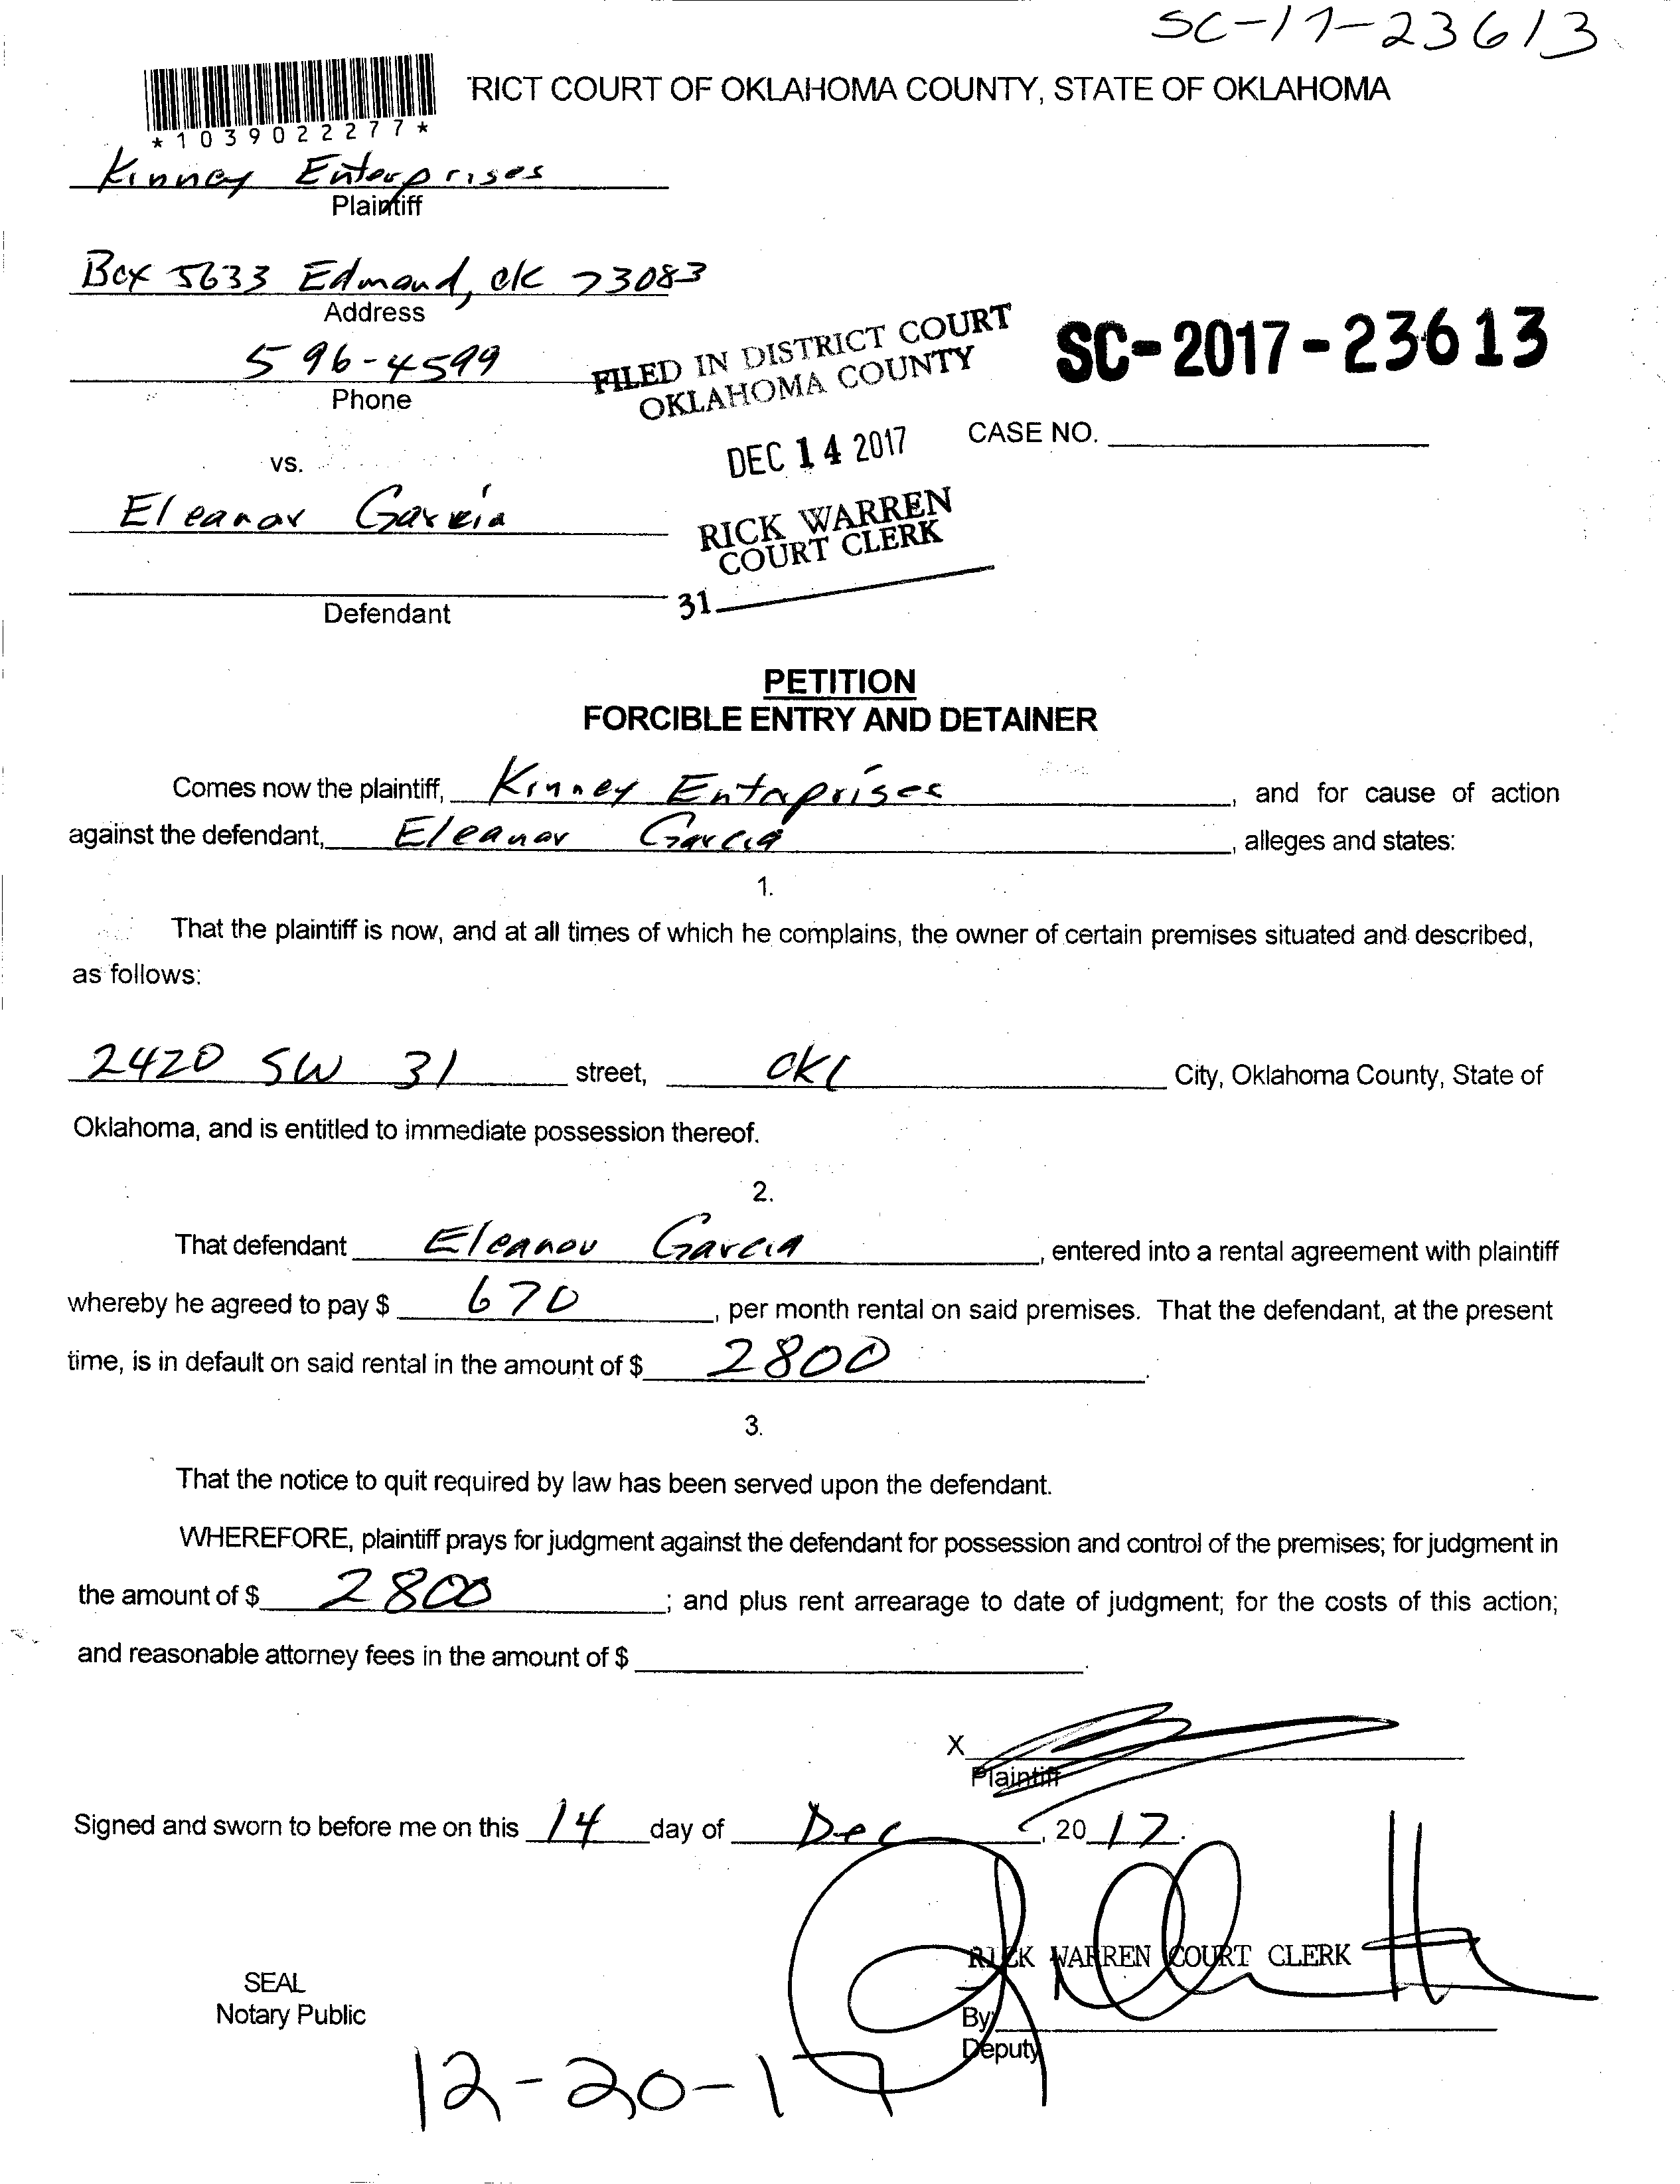 SC-17-23613
RICT COURT OF OKLAHOMA COUNTY, STATE OF OKLAHOMA
*1039022277*
Kinney Enterprises
Plaintiff
Box 5633 Edmond, OK 73083
Address
596-4599
Phone
FILED IN DISTRICT COURT
OKLAHOMA COUNTY
SC-2017-23613
DEC 14 2017
CASE NO.
vs.
Eleanor Garcia
RICK WARREN
COURT CLERK
31
Defendant
PETITION
FORCIBLE ENTRY AND DETAINER
Comes now the plaintiff, Kinney Enterprises, and for cause of action
against the defendant, Eleanor Garcia, alleges and states:
1.
That the plaintiff is now, and at all times of which he complains, the owner of certain premises situated and described,
as follows:
2420 SW 31 street, OKC City, Oklahoma County, State of
Oklahoma, and is entitled to immediate possession thereof.
2.
That defendant Eleanor Garcia, entered into a rental agreement with plaintiff
whereby he agreed to pay $ 670, per month rental on said premises. That the defendant, at the present
time, is in default on said rental in the amount of $ 2800.
3.
That the notice to quit required by law has been served upon the defendant.
WHEREFORE, plaintiff prays for judgment against the defendant for possession and control of the premises; for judgment in
the amount of $ 2800; and plus rent arrearage to date of judgment; for the costs of this action;
and reasonable attorney fees in the amount of $ .
X
Plaintiff
Signed and sworn to before me on this 14 day of Dec, 2017.
RICK WARREN COURT CLERK
SEAL
Notary Public
By:
Deputy
12-20-17